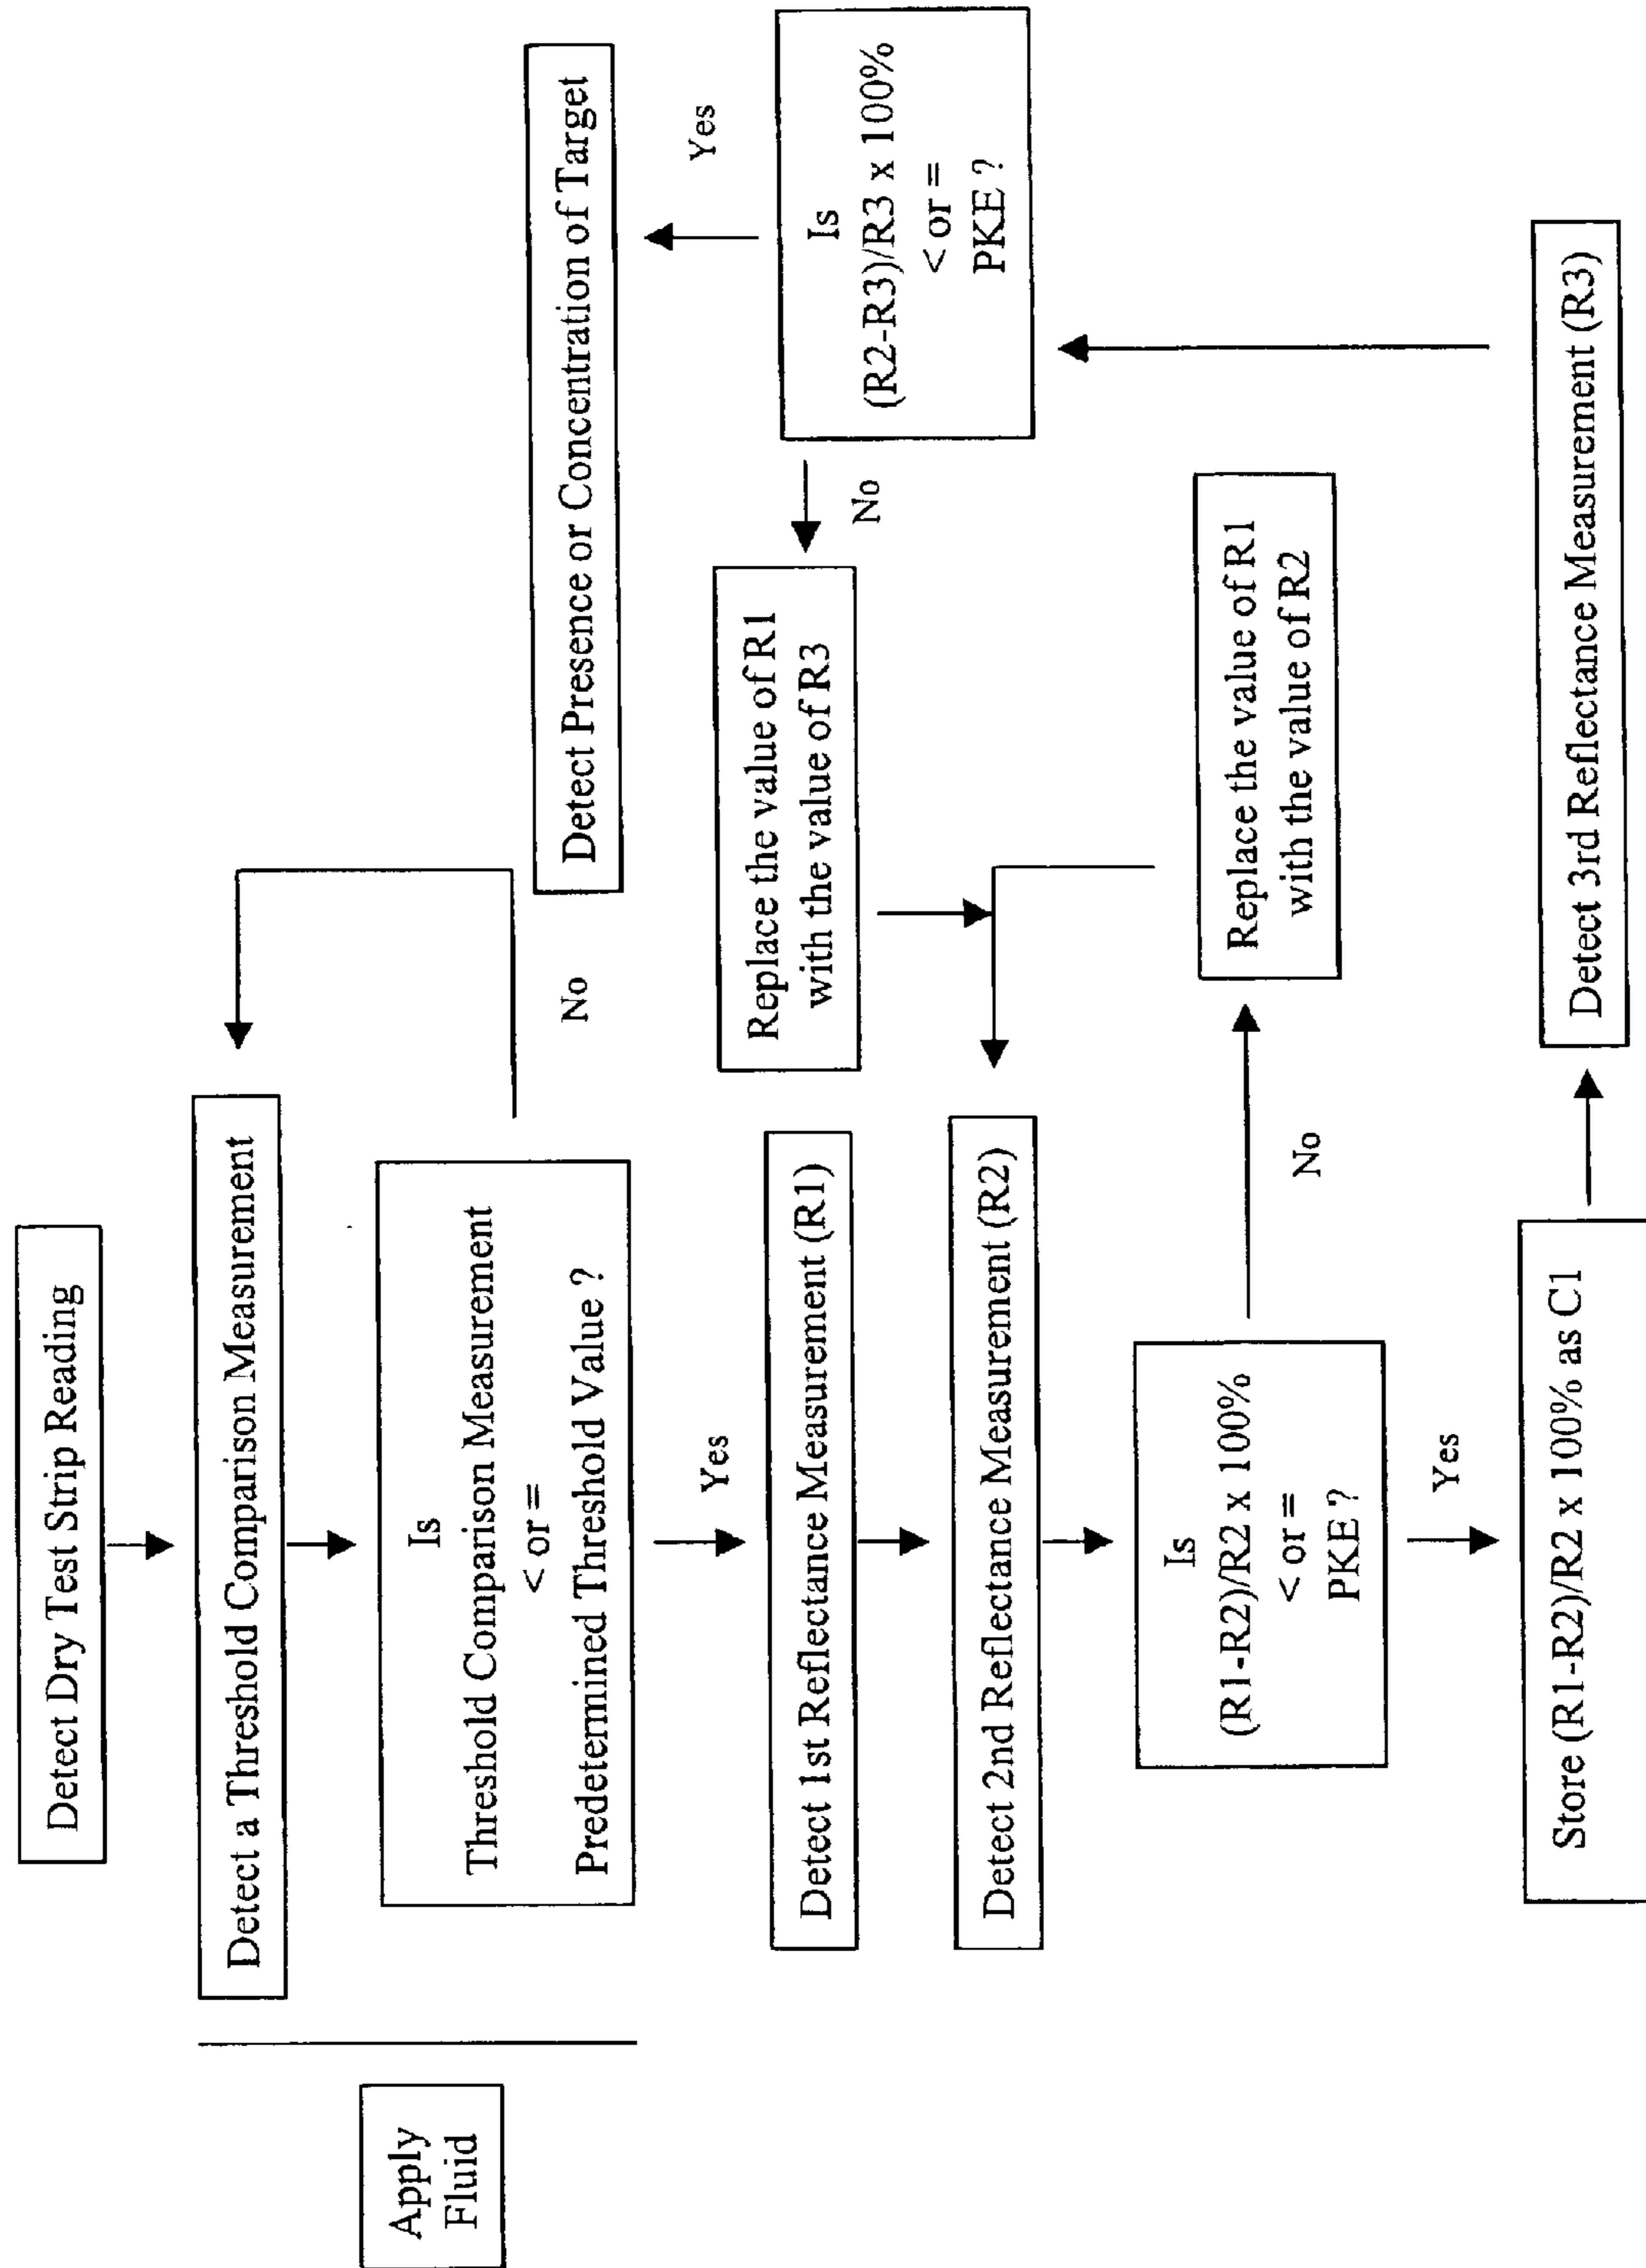 Detect Dry Test Strip Reading
Detect a Threshold Comparison Measurement
Apply
Fluid
Is
Threshold Comparison Measurement
< or =
Predetermined Threshold Value ?
No
Yes
Detect 1st Reflectance Measurement (R1)
Detect 2nd Reflectance Measurement (R2)
Is
(R1-R2)/R2 x 100%
< or =
PKE ?
No
Replace the value of R1
with the value of R2
Yes
Store (R1-R2)/R2 x 100% as C1
Detect 3rd Reflectance Measurement (R3)
Is
(R2-R3)/R3 x 100%
< or =
PKE ?
No
Replace the value of R1
with the value of R3
Yes
Detect Presence or Concentration of Target